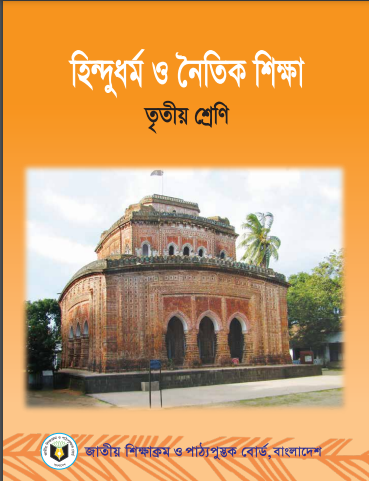 হিন্দুধর্ম ও নৈতিক শিক্ষা
তৃতীয় শ্রেণি
জাতীয় শিক্ষাক্রম ও পাঠ্যপুস্তক বোর্ড, বাংলাদেশ